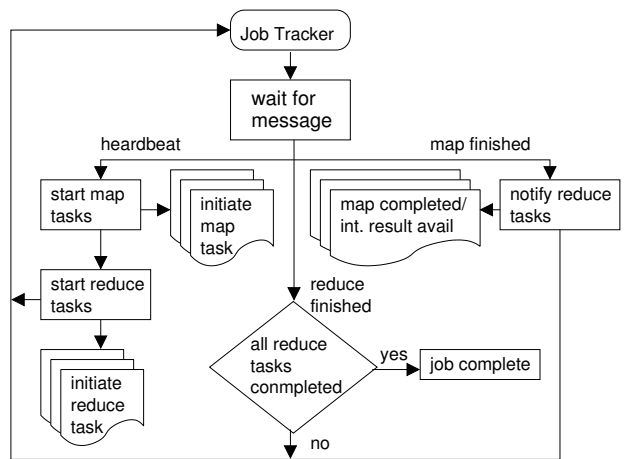 Job Tracker
wait for
message
heardbeat
map finished
start map
tasks
initiate
map
task
map completed/
int. result avail
notify reduce
tasks
start reduce
tasks
reduce
finished
initiate
reduce
task
all reduce
tasks
conmpleted
yes
job complete
no